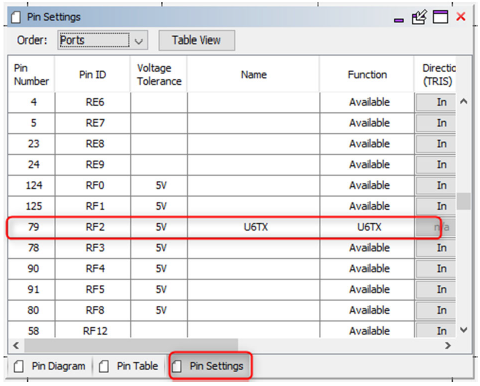 Pin Settings
Order: Ports Table View
Pin Number Pin ID Voltage Tolerance Name Function Directic (TRIS)
4 RE6 Available In
5 RE7 Available In
23 RE8 Available In
24 RE9 Available In
124 RF0 5V Available In
125 RF1 5V Available In
79 RF2 5V U6TX U6TX n/a
78 RF3 5V Available In
90 RF4 5V Available In
91 RF5 5V Available In
80 RF8 5V Available In
58 RF12 Available In
Pin Diagram Pin Table Pin Settings